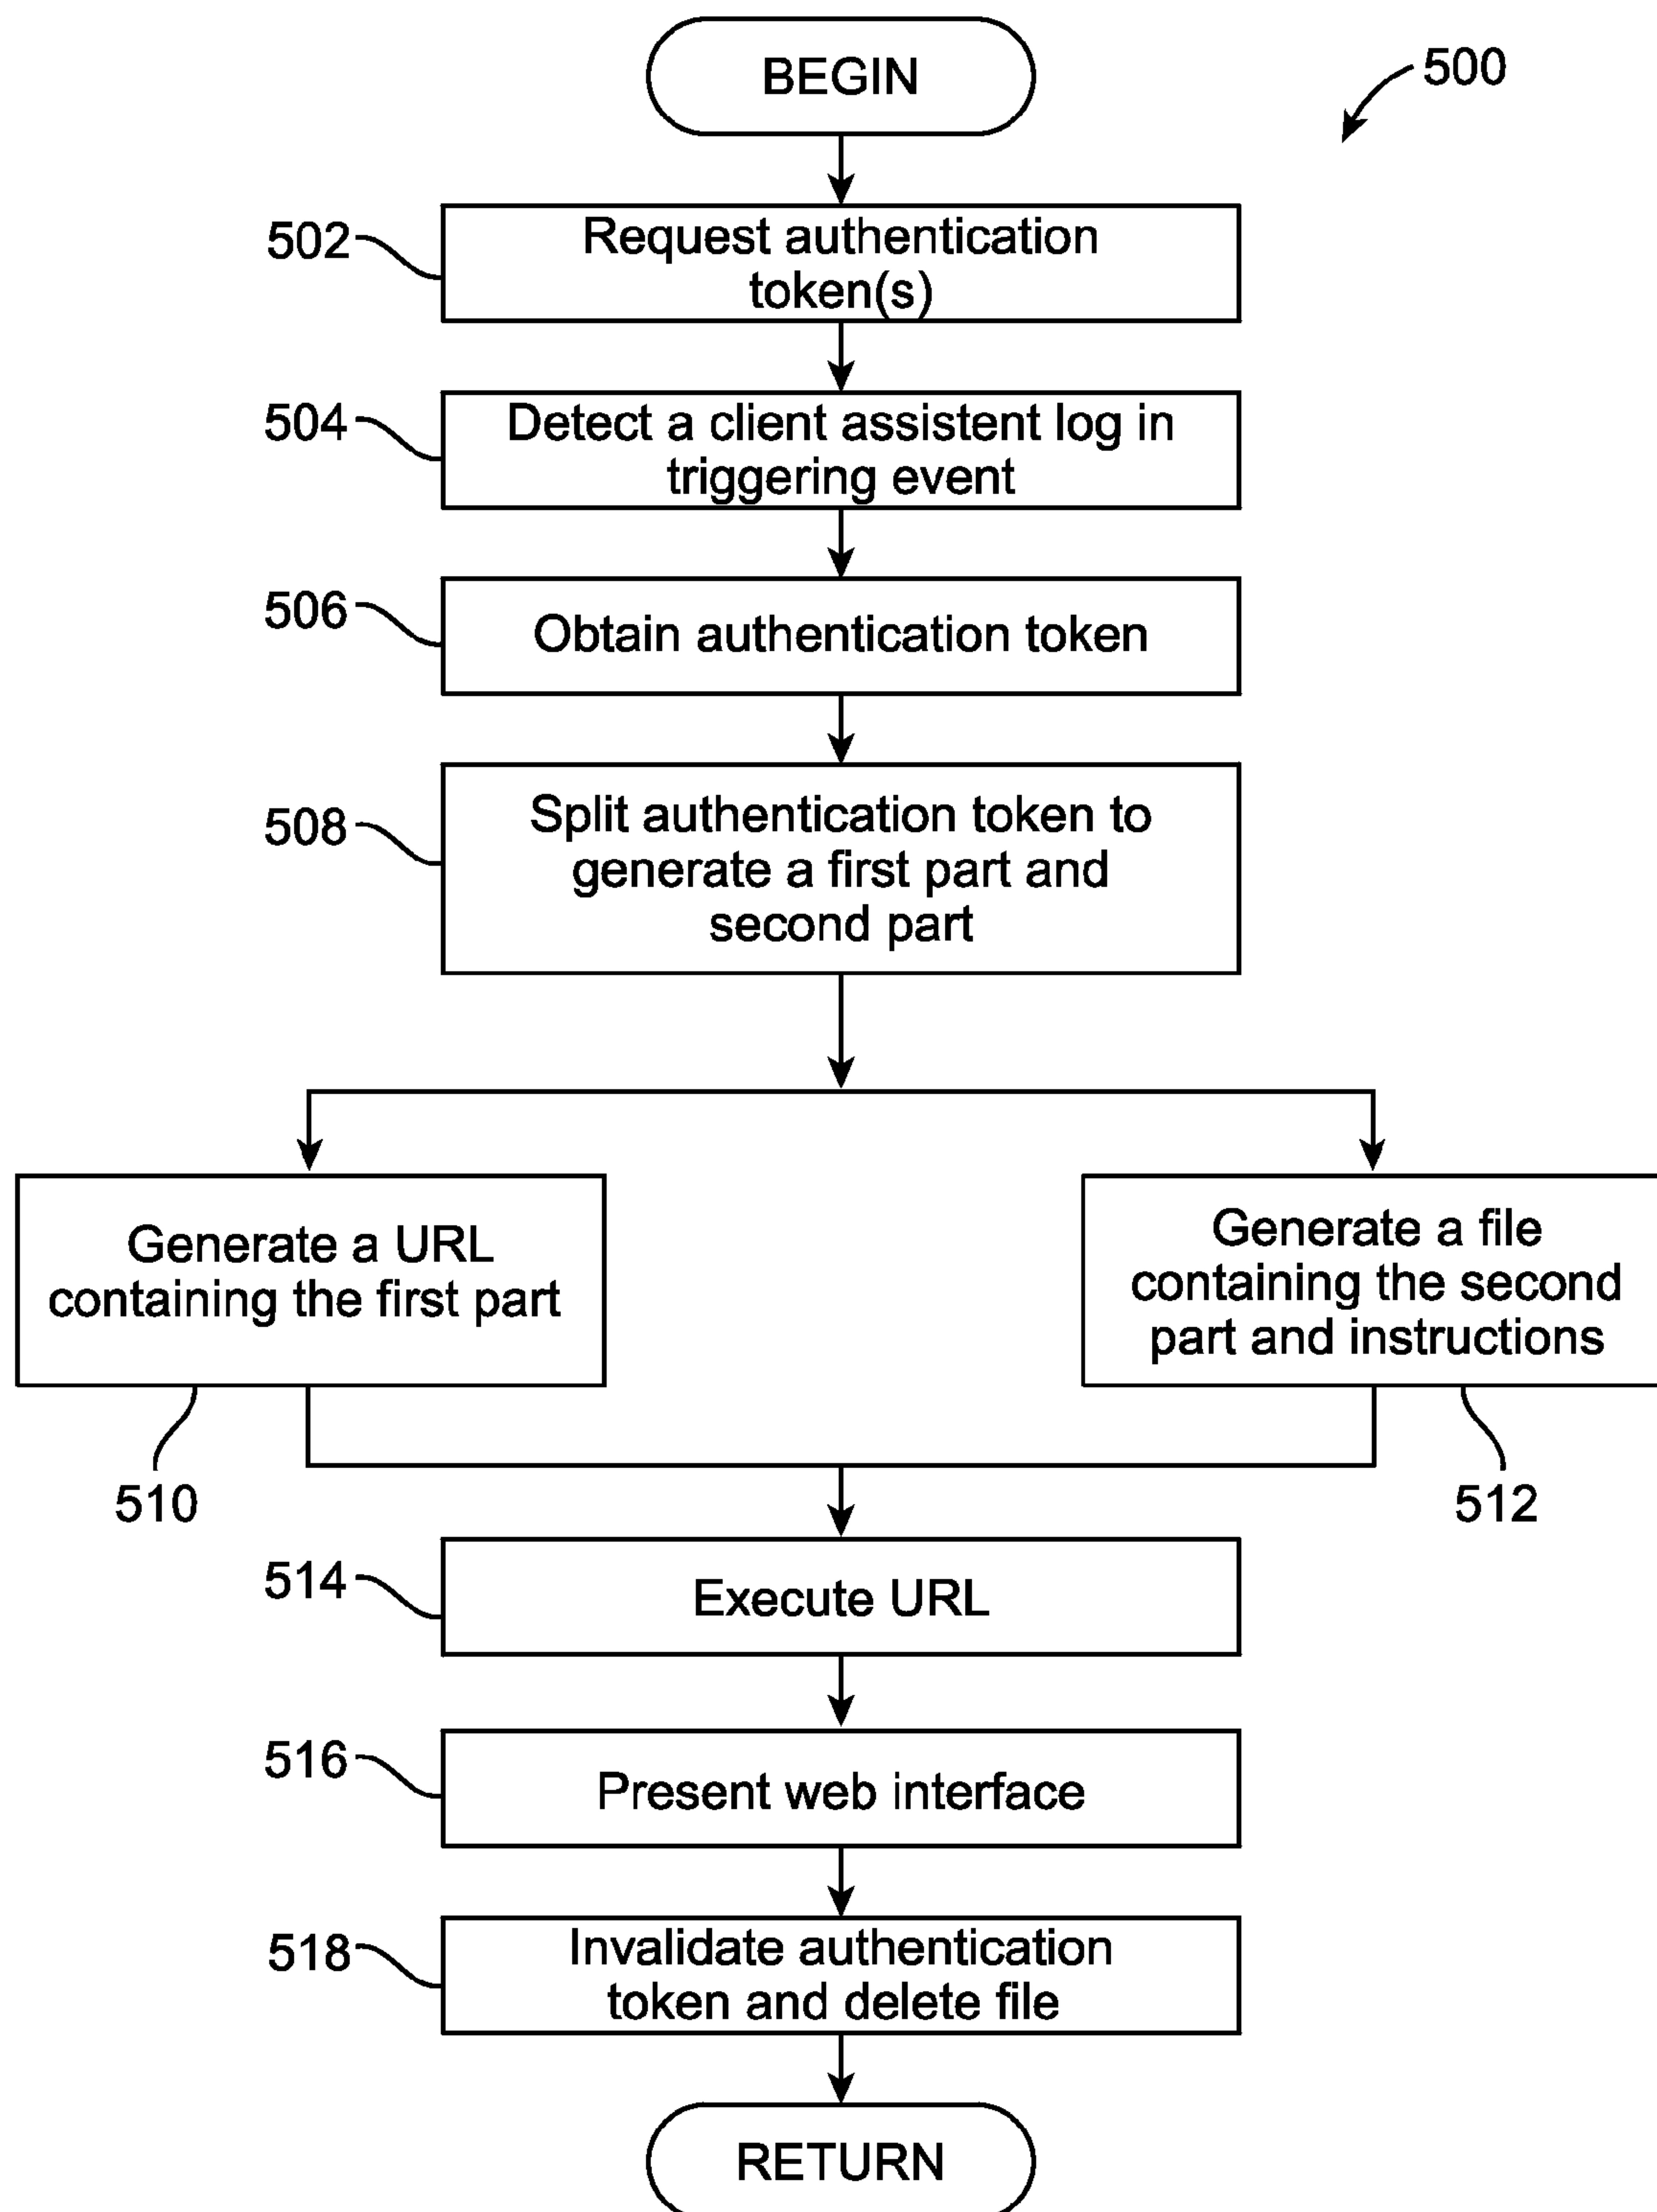 BEGIN
500
502
Request authentication
token(s)
504
Detect a client assistent log in
triggering event
506
Obtain authentication token
508
Split authentication token to
generate a first part and
second part
Generate a URL
containing the first part
Generate a file
containing the second
part and instructions
510
512
514
Execute URL
516
Present web interface
518
Invalidate authentication
token and delete file
RETURN